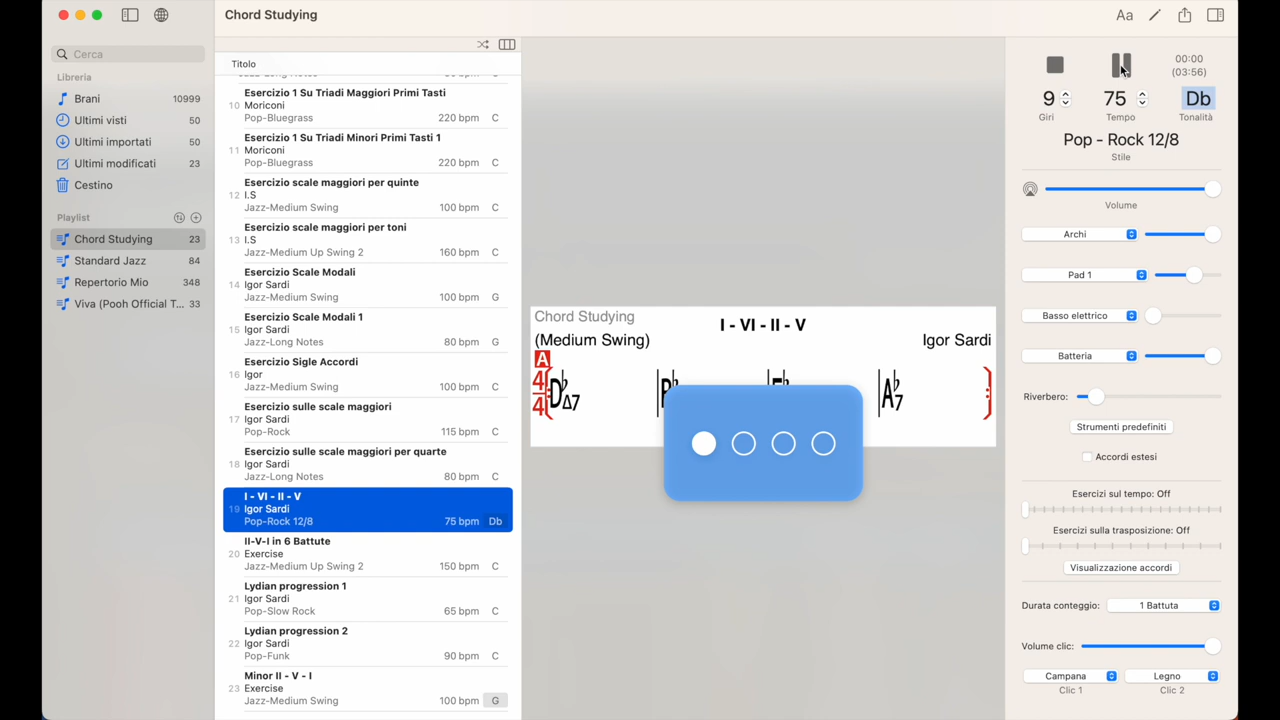 Chord Studying
Aa
Cerca
Libreria
Brani 10999
Ultimi visti 50
Ultimi importati 50
Ultimi modificati 23
Cestino
Playlist
Chord Studying 23
Standard Jazz 84
Repertorio Mio 348
Viva (Pooh Official T... 33
Titolo
Esercizio 1 Su Triadi Maggiori Primi Tasti
10 Moriconi
Pop-Bluegrass 220 bpm C
Esercizio 1 Su Triadi Minori Primi Tasti 1
11 Moriconi
Pop-Bluegrass 220 bpm C
Esercizio scale maggiori per quinte
12 I.S
Jazz-Medium Swing 100 bpm C
Esercizio scale maggiori per toni
13 I.S
Jazz-Medium Up Swing 2 160 bpm C
Esercizio Scale Modali
14 Igor Sardi
Jazz-Medium Swing 100 bpm G
Esercizio Scale Modali 1
15 Igor Sardi
Jazz-Long Notes 80 bpm G
Esercizio Sigle Accordi
16 Igor
Jazz-Medium Swing 100 bpm C
Esercizio sulle scale maggiori
17 Igor Sardi
Pop-Rock 115 bpm C
Esercizio sulle scale maggiori per quarte
18 Igor Sardi
Jazz-Long Notes 80 bpm C
I - VI - II - V
19 Igor Sardi
Pop-Rock 12/8 75 bpm Db
II-V-I in 6 Battute
20 Exercise
Jazz-Medium Up Swing 2 150 bpm C
Lydian progression 1
21 Igor Sardi
Pop-Slow Rock 65 bpm C
Lydian progression 2
22 Igor Sardi
Pop-Funk 90 bpm C
Minor II - V - I
23 Exercise
Jazz-Medium Swing 100 bpm G
Chord Studying
I - VI - II - V
(Medium Swing) Igor Sardi
A
4/4 D♭Δ7 A♭7
00:00
(03:56)
9 75 Db
Giri Tempo Tonalità
Pop - Rock 12/8
Stile
Volume
Archi
Pad 1
Basso elettrico
Batteria
Riverbero:
Strumenti predefiniti
Accordi estesi
Esercizi sul tempo: Off
Esercizi sulla trasposizione: Off
Visualizzazione accordi
Durata conteggio: 1 Battuta
Volume clic:
Campana Legno
Clic 1 Clic 2